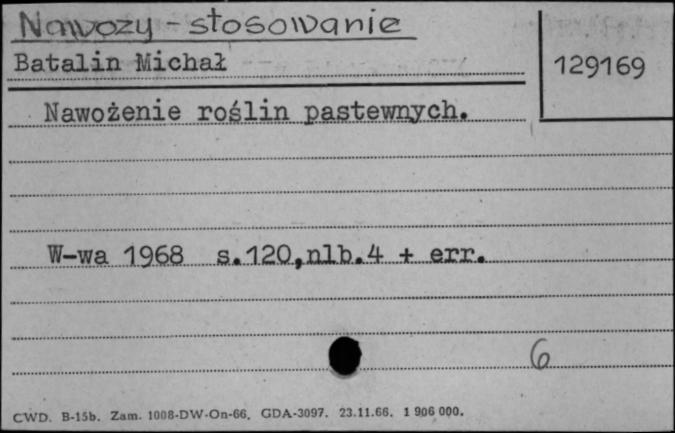 Nawozy - stosowanie
Batalin Michał
129169
Nawożenie roślin pastewnych.
W-wa 1968 s.120,nlb.4 + err.
6
CWD. B-15b. Zam. 1008-DW-On-66. GDA-3097. 23.11.66. 1 906 000.